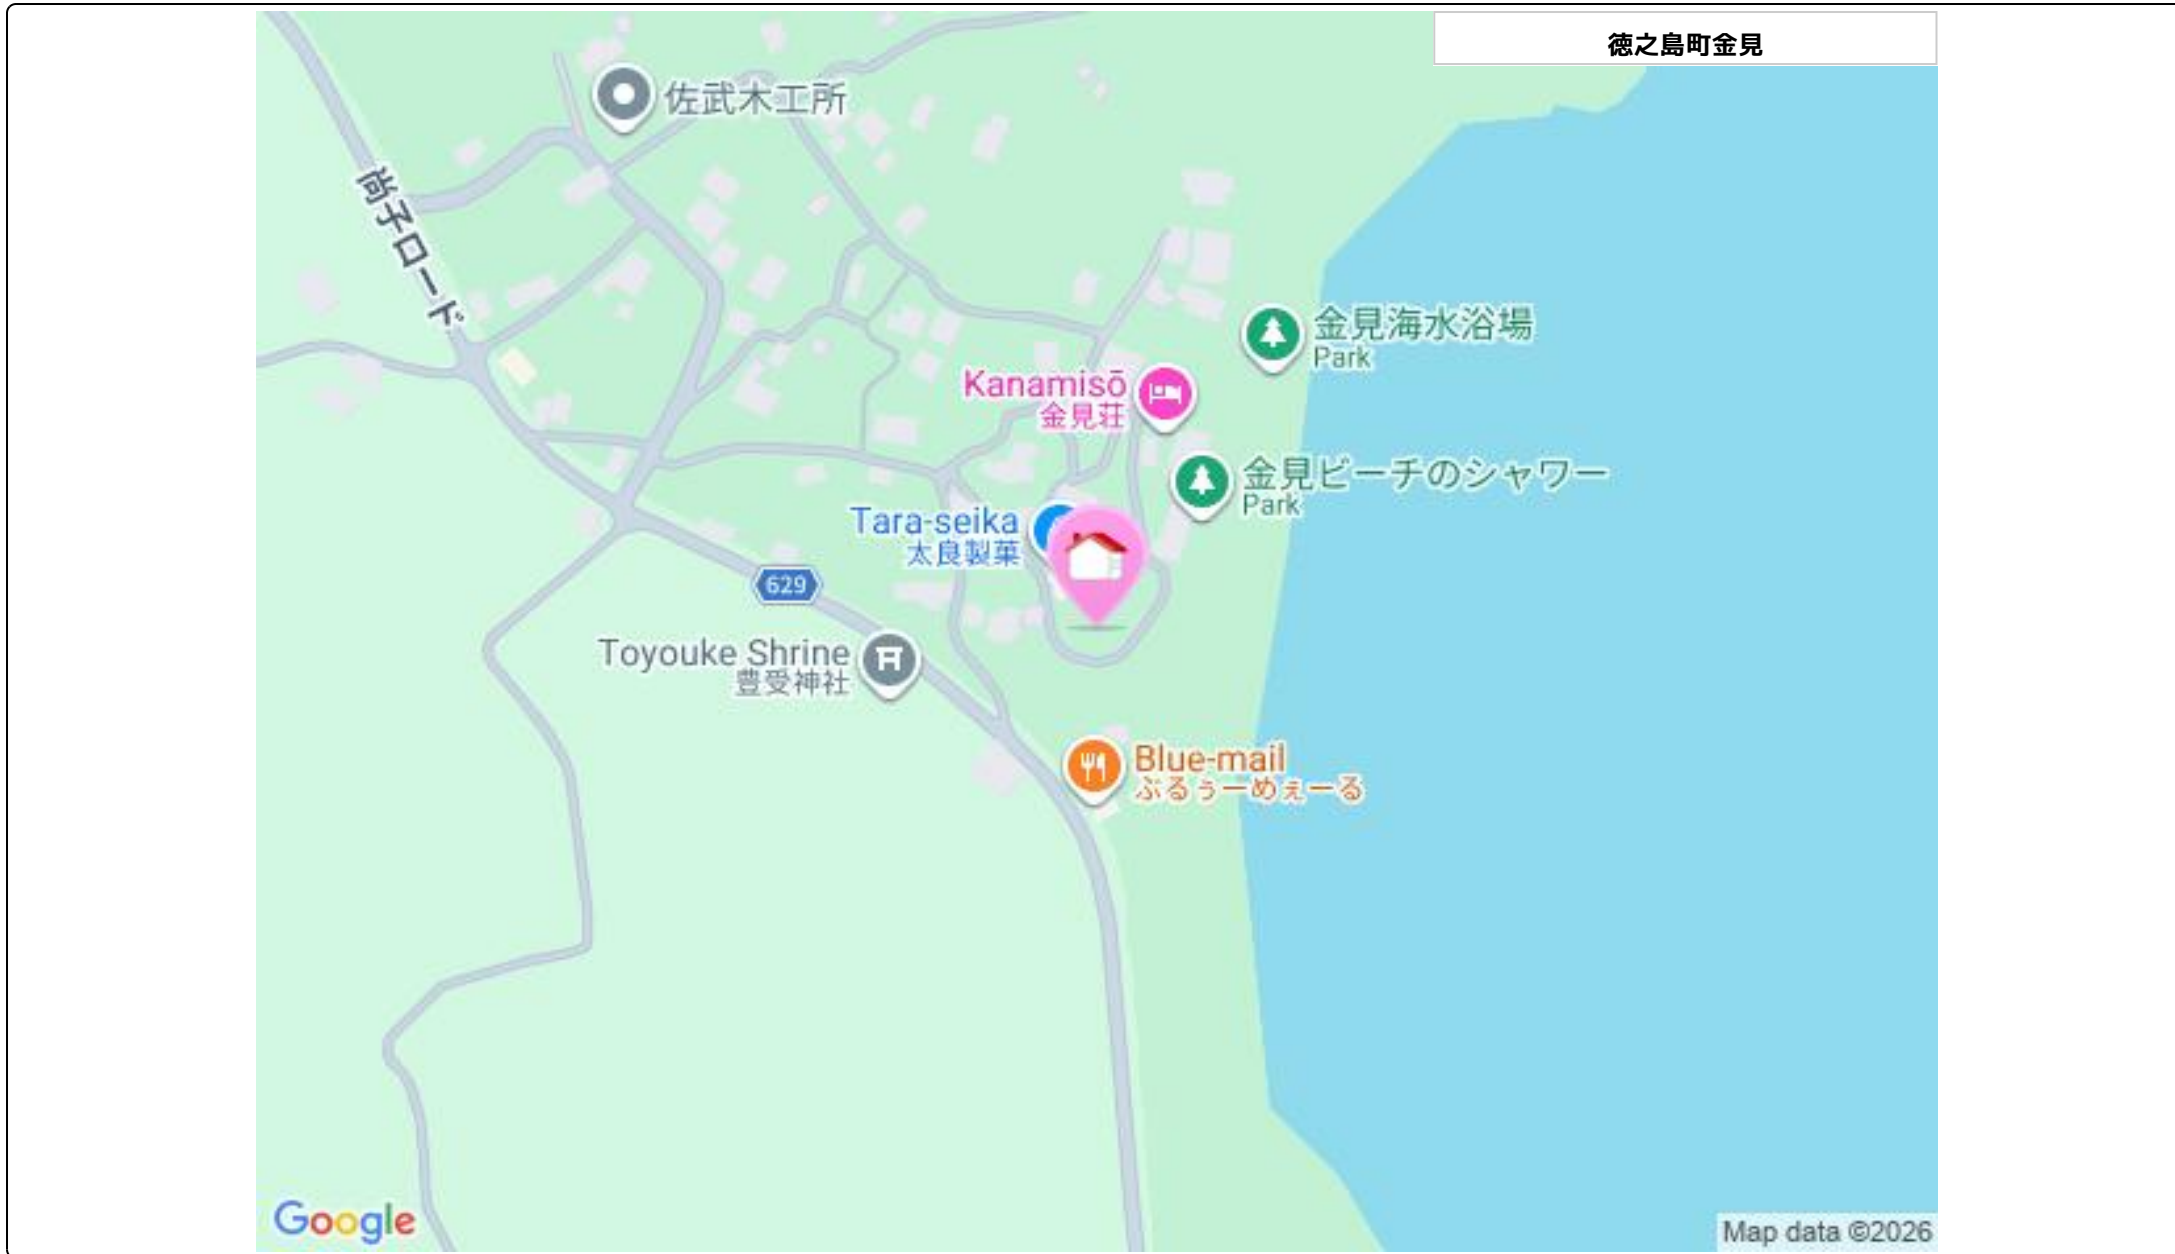 徳之島町金見
佐武木工所
尚子ロード
金見海水浴場
Park
Kanamisō
金見荘
金見ビーチのシャワー
Park
Tara-seika
太良製菓
629
Toyouke Shrine
豊受神社
Blue-mail
ぶるぅーめぇーる
Google
Map data ©2026